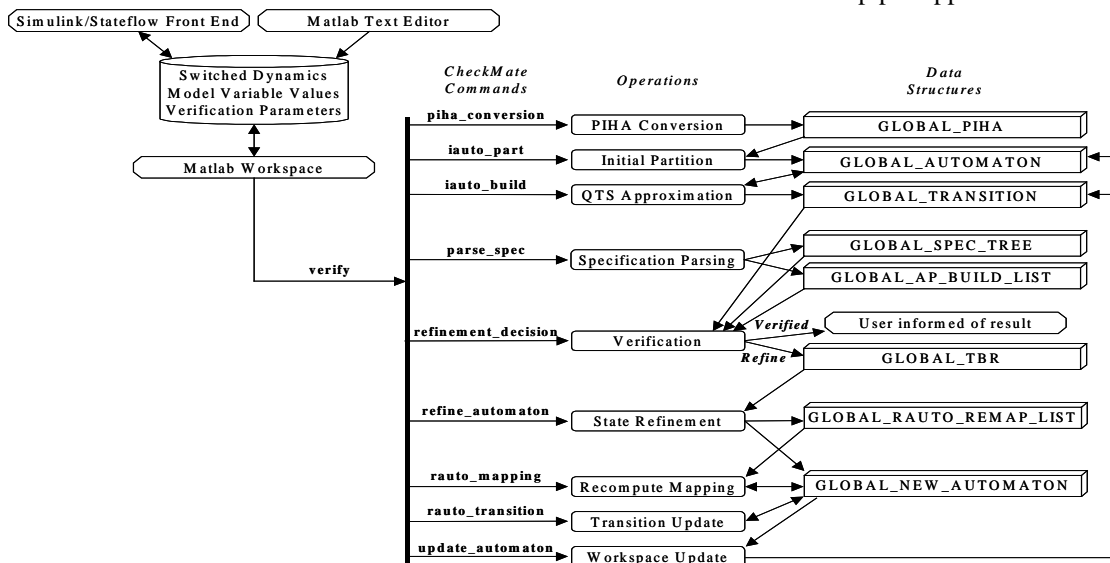 Simulink/Stateflow Front End
Matlab Text Editor
Switched Dynamics
Model Variable Values
Verification Parameters
Matlab Workspace
verify
CheckMate
Commands
Operations
Data
Structures
piha_conversion
PIHA Conversion
GLOBAL_PIHA
iauto_part
Initial Partition
GLOBAL_AUTOMATON
iauto_build
QTS Approximation
GLOBAL_TRANSITION
parse_spec
Specification Parsing
GLOBAL_SPEC_TREE
GLOBAL_AP_BUILD_LIST
refinement_decision
Verification
Verified
User informed of result
Refine
GLOBAL_TBR
refine_automaton
State Refinement
GLOBAL_RAUTO_REMAP_LIST
rauto_mapping
Recompute Mapping
GLOBAL_NEW_AUTOMATON
rauto_transition
Transition Update
update_automaton
Workspace Update